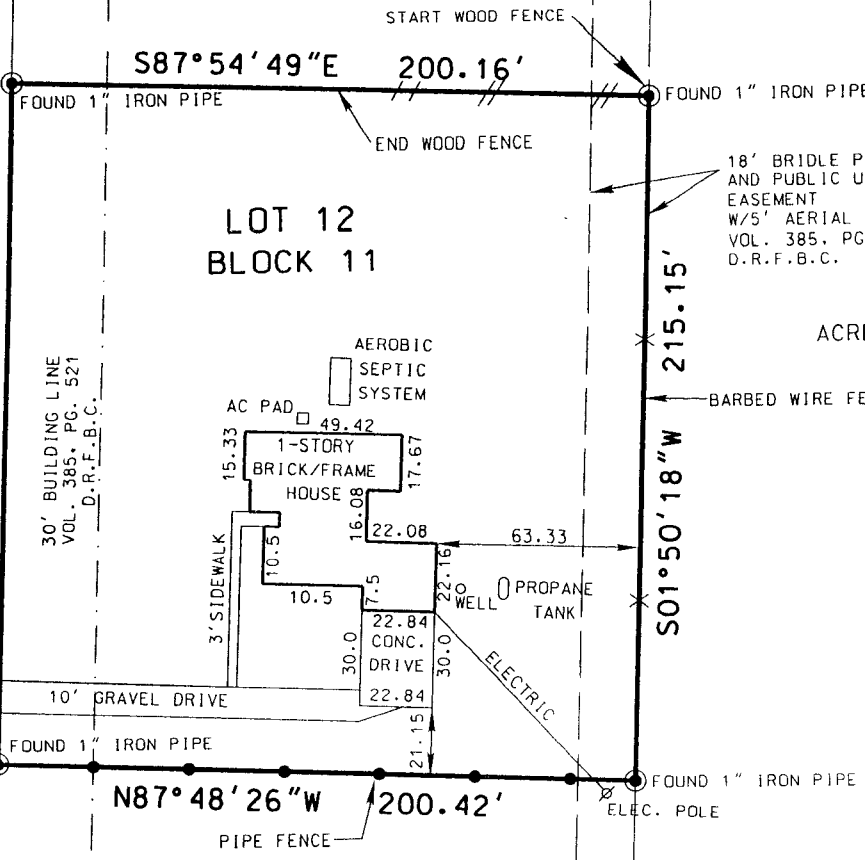 START WOOD FENCE
S87°54'49"E 200.16'
FOUND 1" IRON PIPE
FOUND 1" IRON PIPE
END WOOD FENCE
18' BRIDLE P
AND PUBLIC U
EASEMENT
W/5' AERIAL
VOL. 385, PG
D.R.F.B.C.
LOT 12
BLOCK 11
215.15'
S01°50'18"W
ACRI
BARBED WIRE FE
30' BUILDING LINE
VOL. 385, PG. 521
D.R.F.B.C.
AEROBIC
SEPTIC
SYSTEM
AC PAD
49.42
15.33
1-STORY
BRICK/FRAME
HOUSE
17.67
16.08
22.08
63.33
10.5
10.5
7.5
22.16
WELL
PROPANE
TANK
3' SIDEWALK
22.84
CONC.
DRIVE
22.84
30.0
30.0
ELECTRIC
10' GRAVEL DRIVE
21.15
FOUND 1" IRON PIPE
FOUND 1" IRON PIPE
N87°48'26"W 200.42'
ELEC. POLE
PIPE FENCE